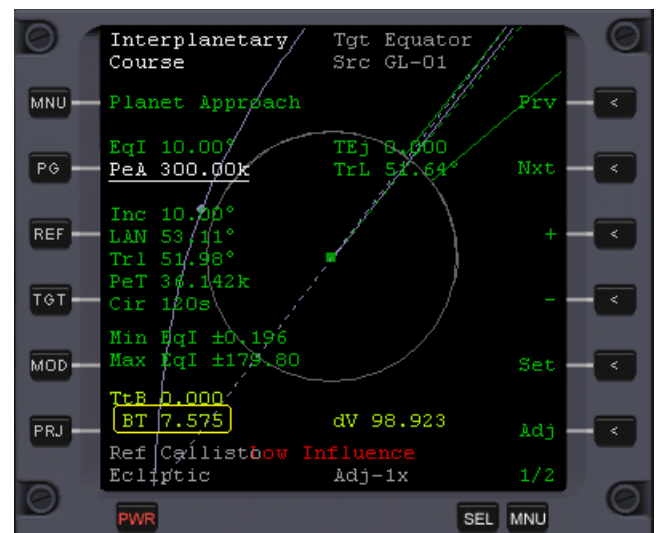 Interplanetary Tgt Equator
Course Src GL-01
MNU Planet Approach Prv <
EqI 10.00° TEj 0.000
PG PeA 300.00k TrL 51.64° Nxt <
Inc 10.00°
REF LAN 53.11° + <
Trl 51.98°
PeT 36.142k
TGT Cir 120s - <
Min EqI ±0.196
MOD Max EqI ±179.80 Set <
TtB 0.000
BT 7.575 dV 98.923
PRJ Adj <
Ref Callisto Low Influence
Ecliptic Adj-1x 1/2
PWR SEL MNU